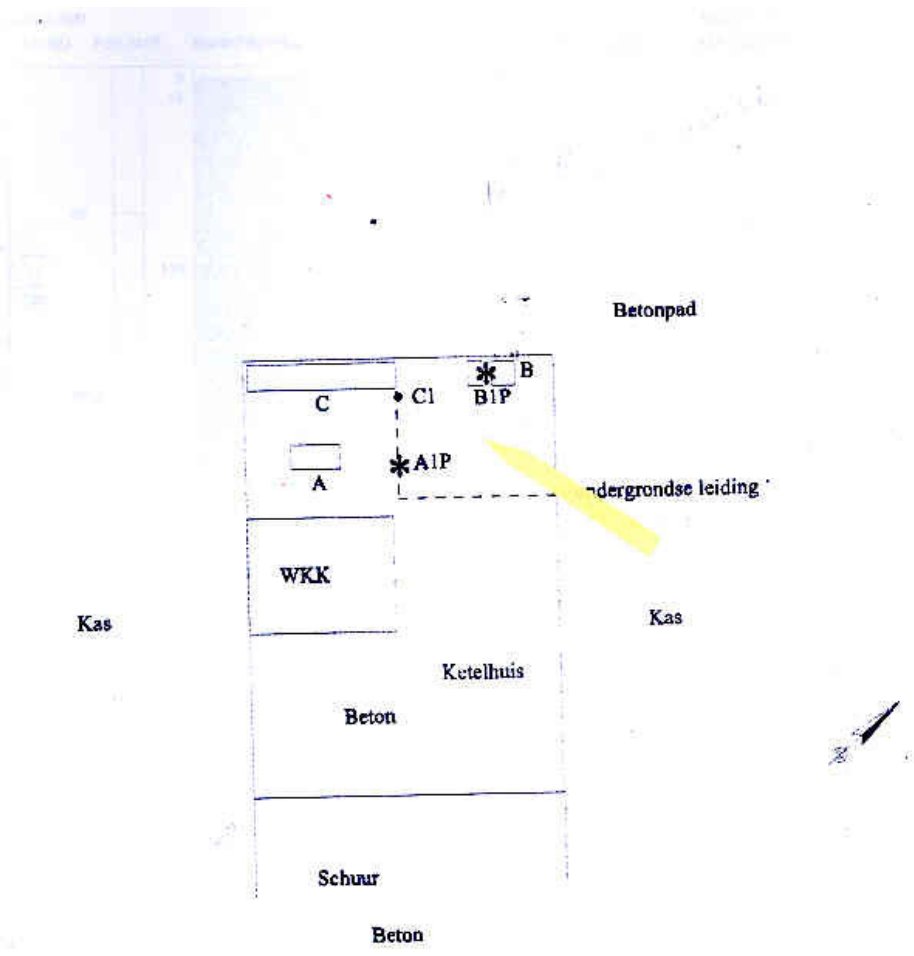 Betonpad
B
C
C1
B1P
A1P
A
ndergrondse leiding
WKK
Kas
Kas
Ketelhuis
Beton
Schuur
Beton